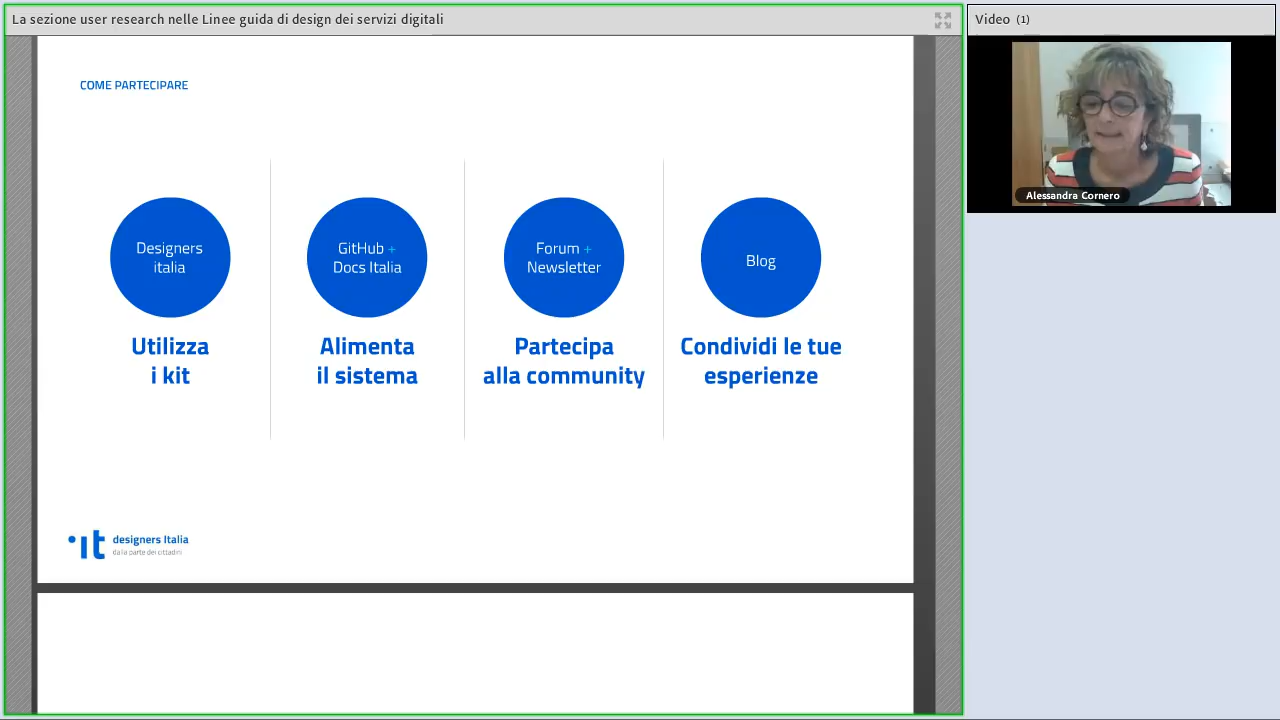 La sezione user research nelle Linee guida di design dei servizi digitali
Video (1)
Alessandra Cornero
COME PARTECIPARE
Designers
italia
Utilizza
i kit
GitHub +
Docs Italia
Alimenta
il sistema
Forum +
Newsletter
Partecipa
alla community
Blog
Condividi le tue
esperienze
designers Italia
dalla parte dei cittadini